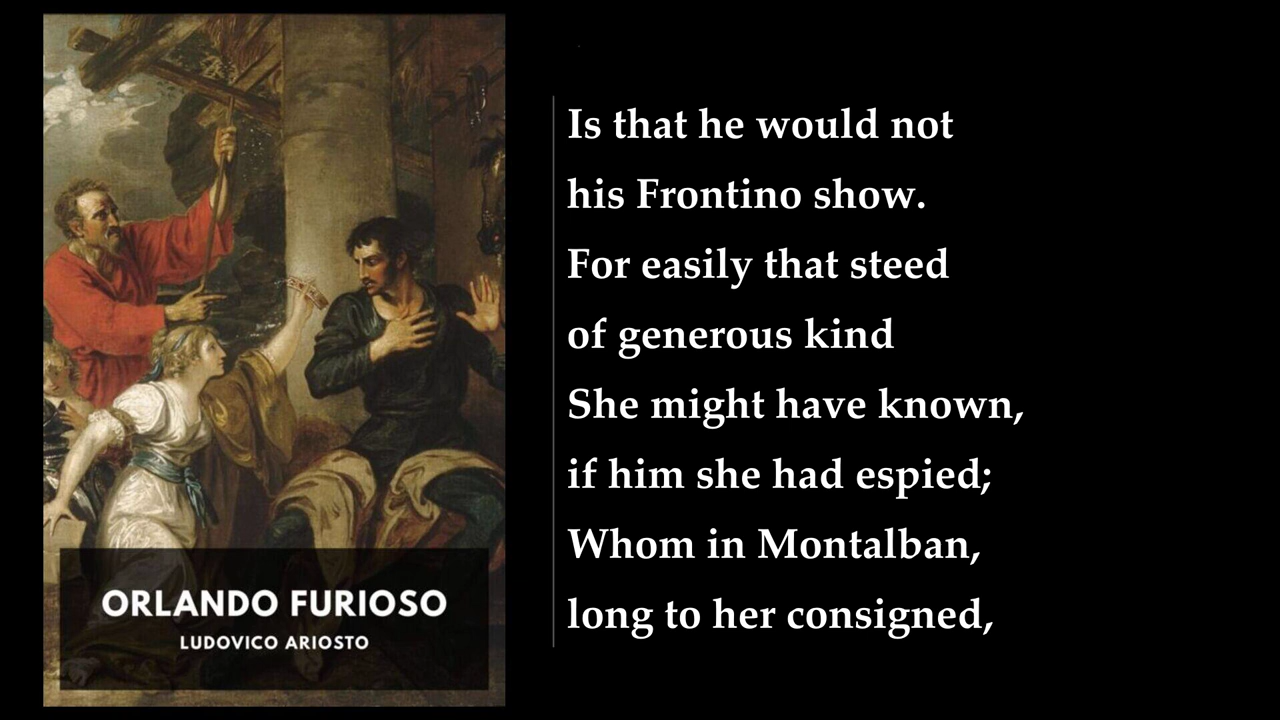 ORLANDO FURIOSO
LUDOVICO ARIOSTO
Is that he would not
his Frontino show.
For easily that steed
of generous kind
She might have known,
if him she had espied;
Whom in Montalban,
long to her consigned,